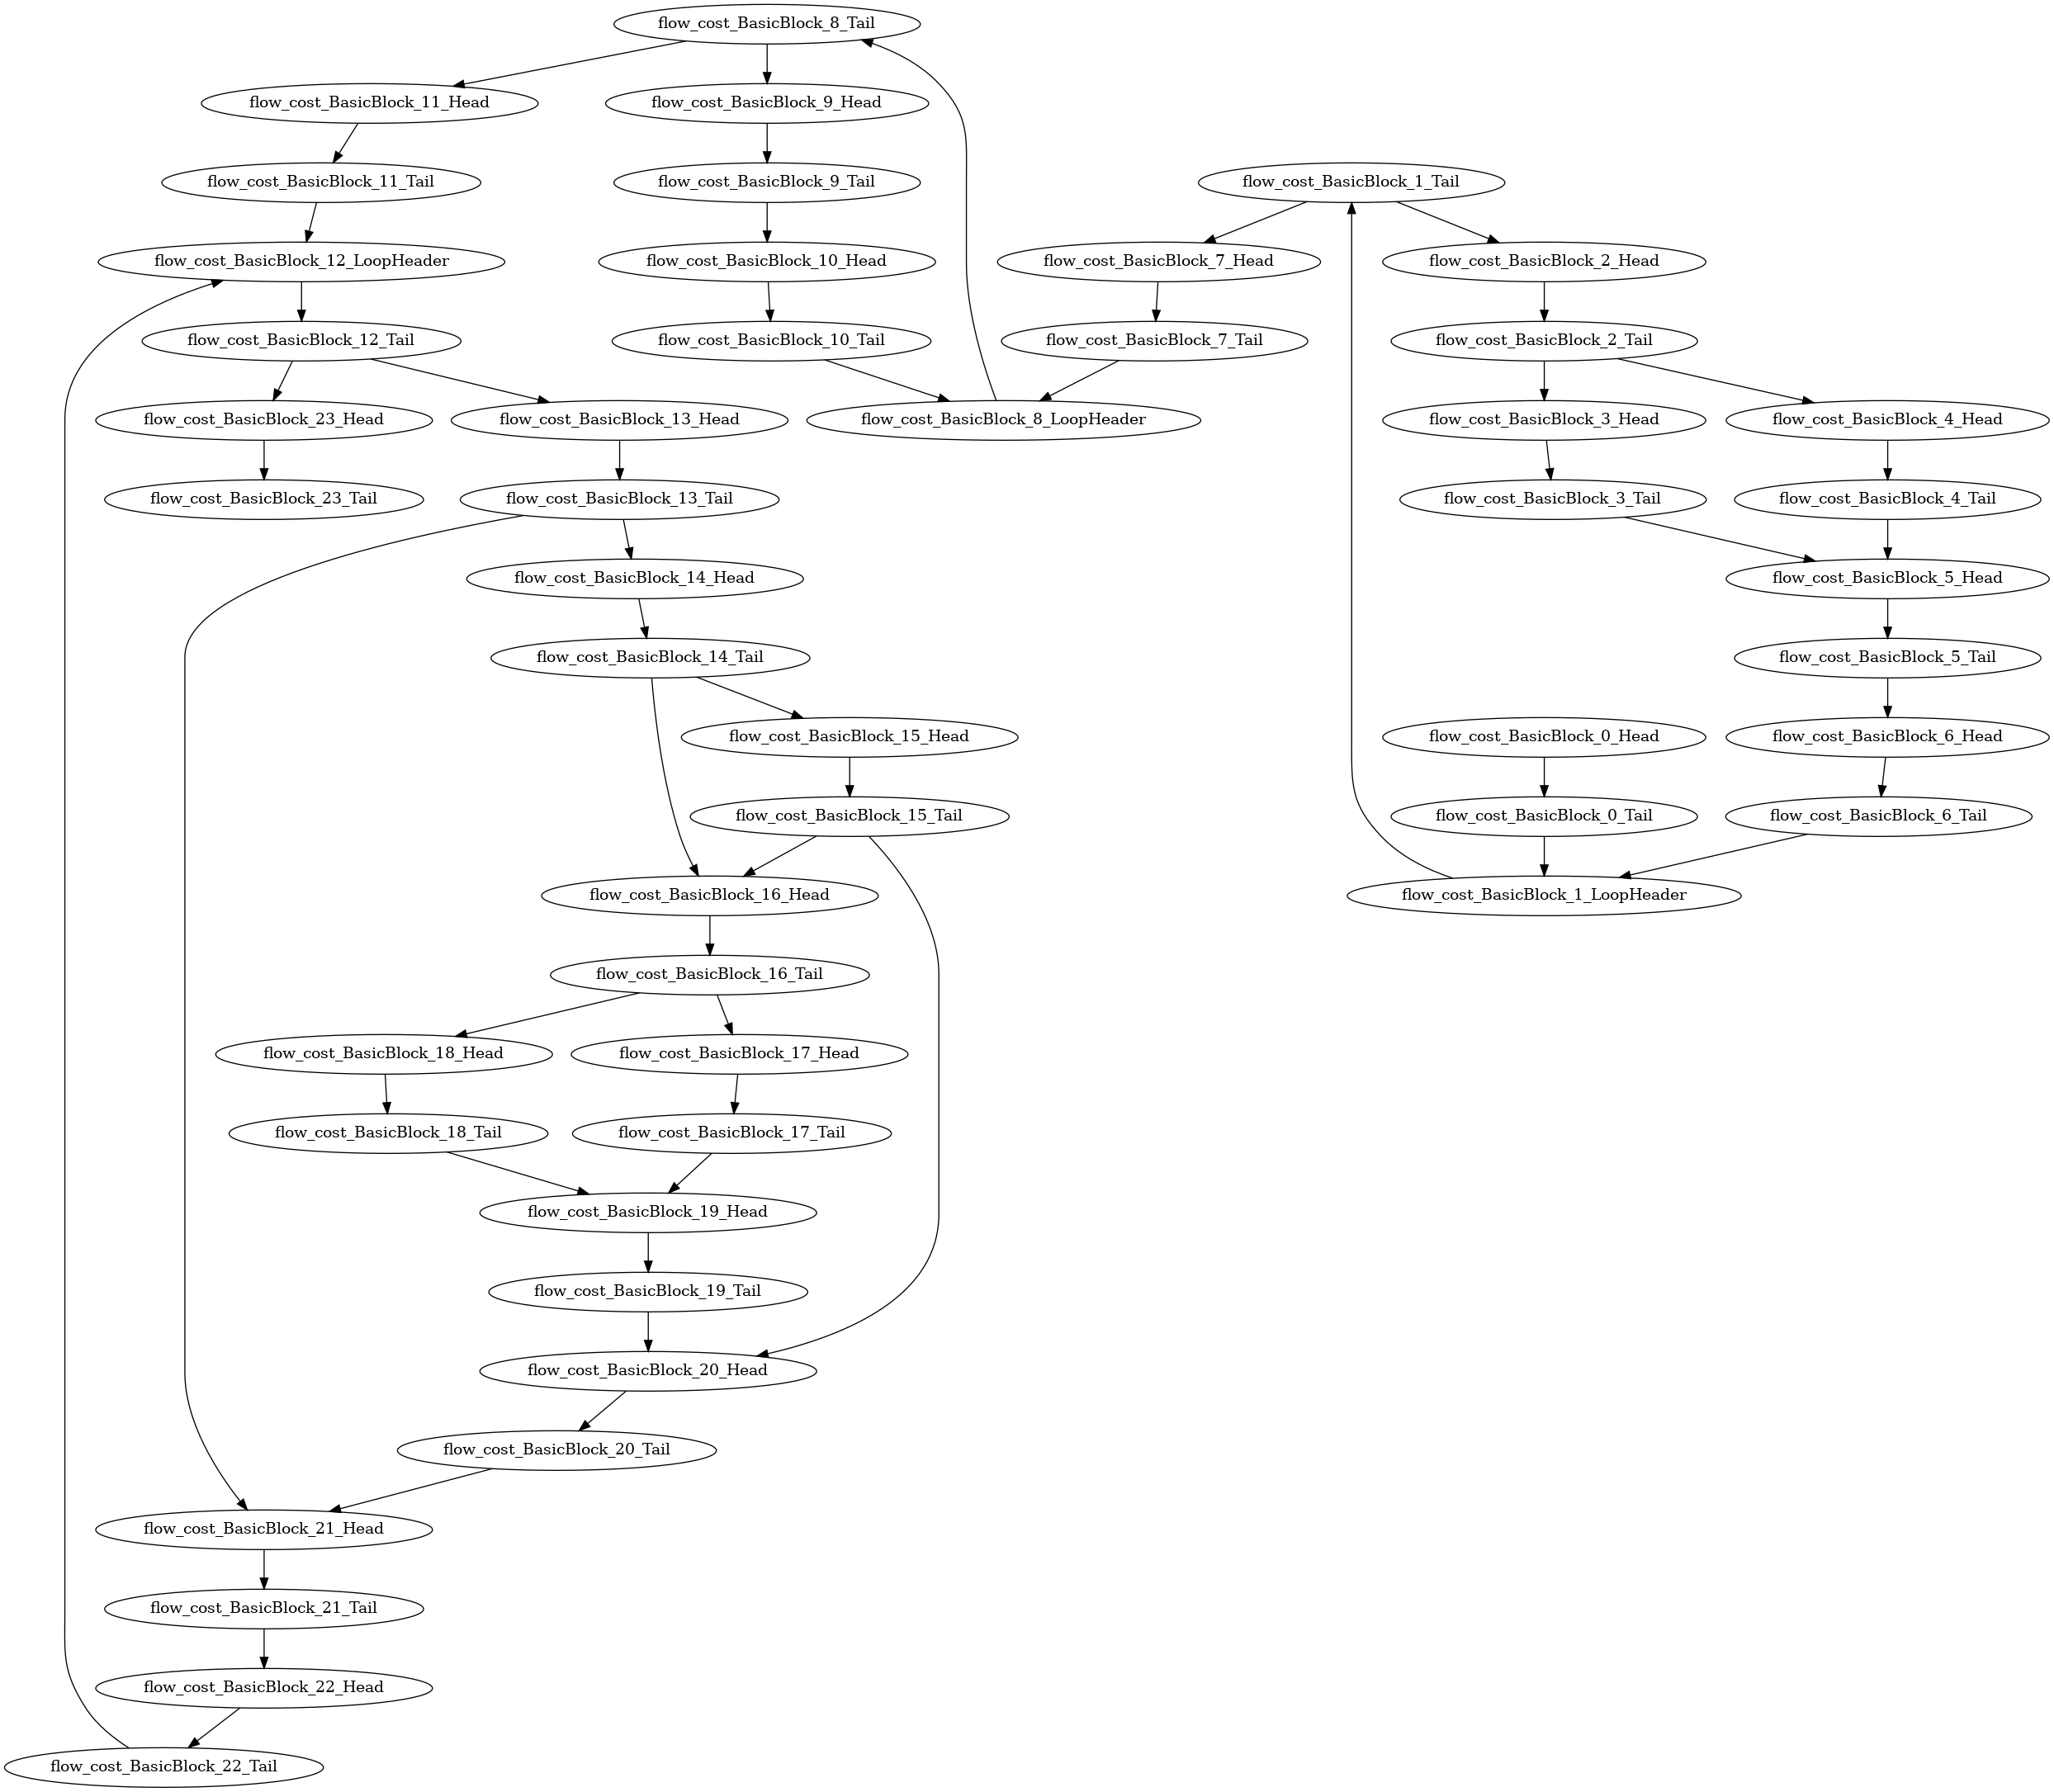 flow_cost_BasicBlock_8_Tail
flow_cost_BasicBlock_11_Head
flow_cost_BasicBlock_9_Head
flow_cost_BasicBlock_11_Tail
flow_cost_BasicBlock_9_Tail
flow_cost_BasicBlock_1_Tail
flow_cost_BasicBlock_12_LoopHeader
flow_cost_BasicBlock_10_Head
flow_cost_BasicBlock_7_Head
flow_cost_BasicBlock_2_Head
flow_cost_BasicBlock_12_Tail
flow_cost_BasicBlock_10_Tail
flow_cost_BasicBlock_7_Tail
flow_cost_BasicBlock_2_Tail
flow_cost_BasicBlock_23_Head
flow_cost_BasicBlock_13_Head
flow_cost_BasicBlock_8_LoopHeader
flow_cost_BasicBlock_3_Head
flow_cost_BasicBlock_4_Head
flow_cost_BasicBlock_23_Tail
flow_cost_BasicBlock_13_Tail
flow_cost_BasicBlock_3_Tail
flow_cost_BasicBlock_4_Tail
flow_cost_BasicBlock_14_Head
flow_cost_BasicBlock_5_Head
flow_cost_BasicBlock_14_Tail
flow_cost_BasicBlock_5_Tail
flow_cost_BasicBlock_15_Head
flow_cost_BasicBlock_0_Head
flow_cost_BasicBlock_6_Head
flow_cost_BasicBlock_15_Tail
flow_cost_BasicBlock_0_Tail
flow_cost_BasicBlock_6_Tail
flow_cost_BasicBlock_16_Head
flow_cost_BasicBlock_1_LoopHeader
flow_cost_BasicBlock_16_Tail
flow_cost_BasicBlock_18_Head
flow_cost_BasicBlock_17_Head
flow_cost_BasicBlock_18_Tail
flow_cost_BasicBlock_17_Tail
flow_cost_BasicBlock_19_Head
flow_cost_BasicBlock_19_Tail
flow_cost_BasicBlock_20_Head
flow_cost_BasicBlock_20_Tail
flow_cost_BasicBlock_21_Head
flow_cost_BasicBlock_21_Tail
flow_cost_BasicBlock_22_Head
flow_cost_BasicBlock_22_Tail